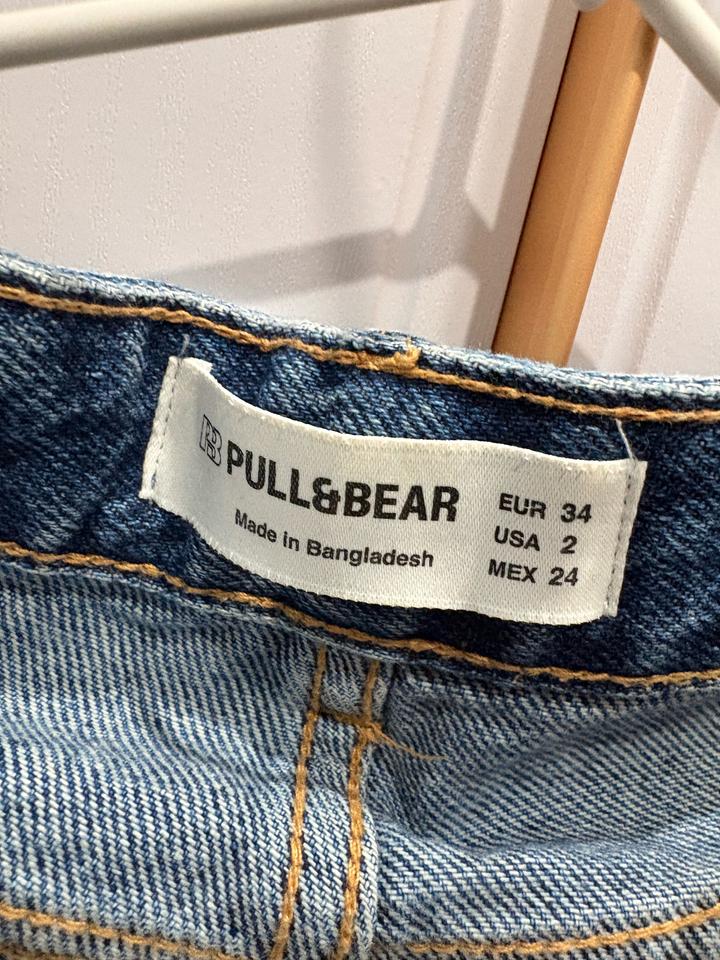 PB PULL&BEAR
Made in Bangladesh
EUR 34
USA 2
MEX 24